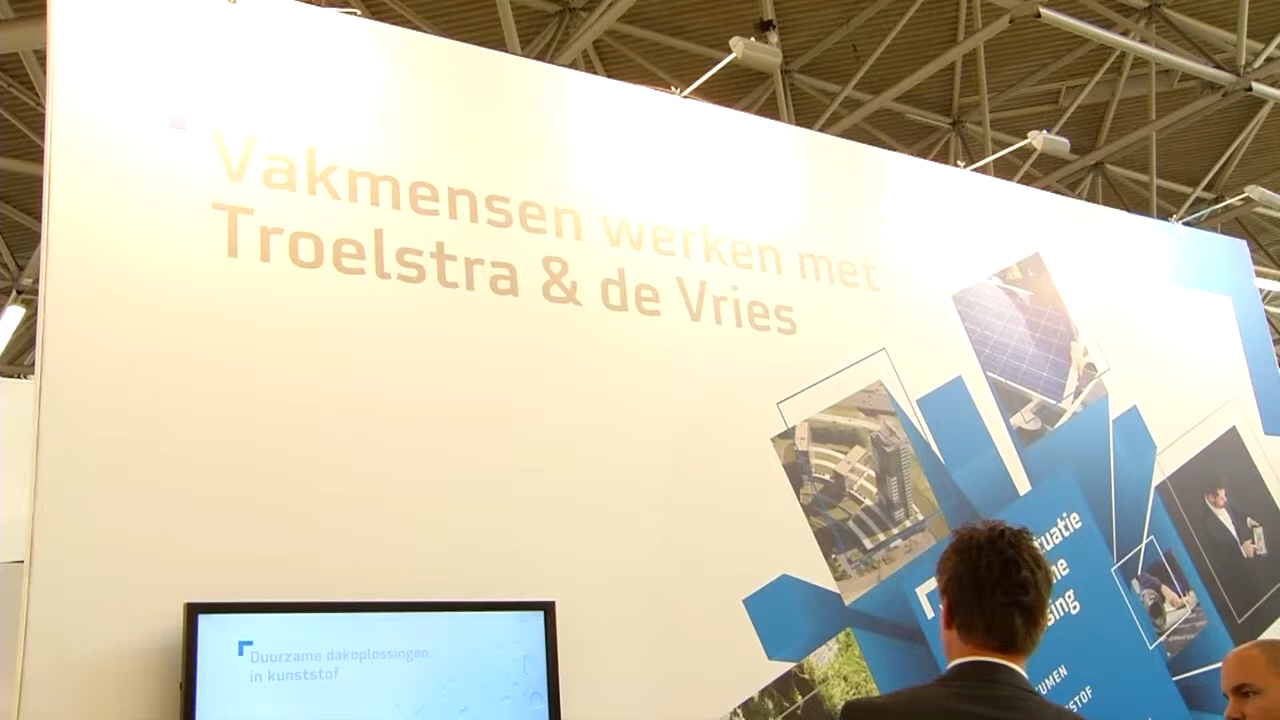 Vakmensen werken met
Troelstra & de Vries
Duurzame dakoplossingen
in kunststof